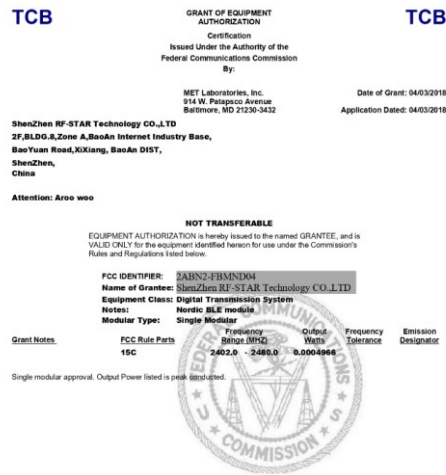 TCB
GRANT OF EQUIPMENT
AUTHORIZATION
TCB
Certification
Issued Under the Authority of the
Federal Communications Commission
By:
MET Laboratories, Inc.
914 W. Patapsco Avenue
Baltimore, MD 21230-3432
Date of Grant: 04/03/2018
Application Dated: 04/03/2018
ShenZhen RF-STAR Technology CO.,LTD
2F,BLDG.8,Zone A,BaoAn Internet Industry Base,
BaoYuan Road,XiXiang, BaoAn DIST,
ShenZhen,
China
Attention: Aroo woo
NOT TRANSFERABLE
EQUIPMENT AUTHORIZATION is hereby issued to the named GRANTEE, and is
VALID ONLY for the equipment identified hereon for use under the Commission's
Rules and Regulations listed below.
FCC IDENTIFIER: 2ABN2-FBMND04
Name of Grantee: ShenZhen RF-STAR Technology CO.,LTD
Equipment Class: Digital Transmission System
Notes: Nordic BLE module
Modular Type: Single Modular
Grant Notes FCC Rule Parts Frequency Range (MHZ) Output Watts Frequency Tolerance Emission Designator
15C 2402.0 - 2480.0 0.0004966
Single modular approval. Output Power listed is peak conducted.
FEDERAL COMMUNICATIONS COMMISSION